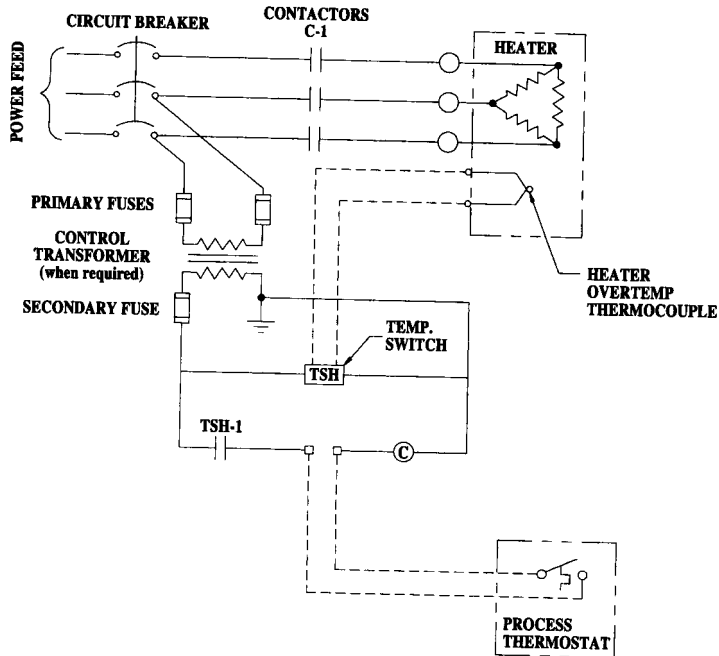 CIRCUIT BREAKER
CONTACTORS
C-1
HEATER
POWER FEED
PRIMARY FUSES
CONTROL
TRANSFORMER
(when required)
SECONDARY FUSE
HEATER
OVERTEMP
THERMOCOUPLE
TEMP.
SWITCH
TSH
TSH-1
C
PROCESS
THERMOSTAT